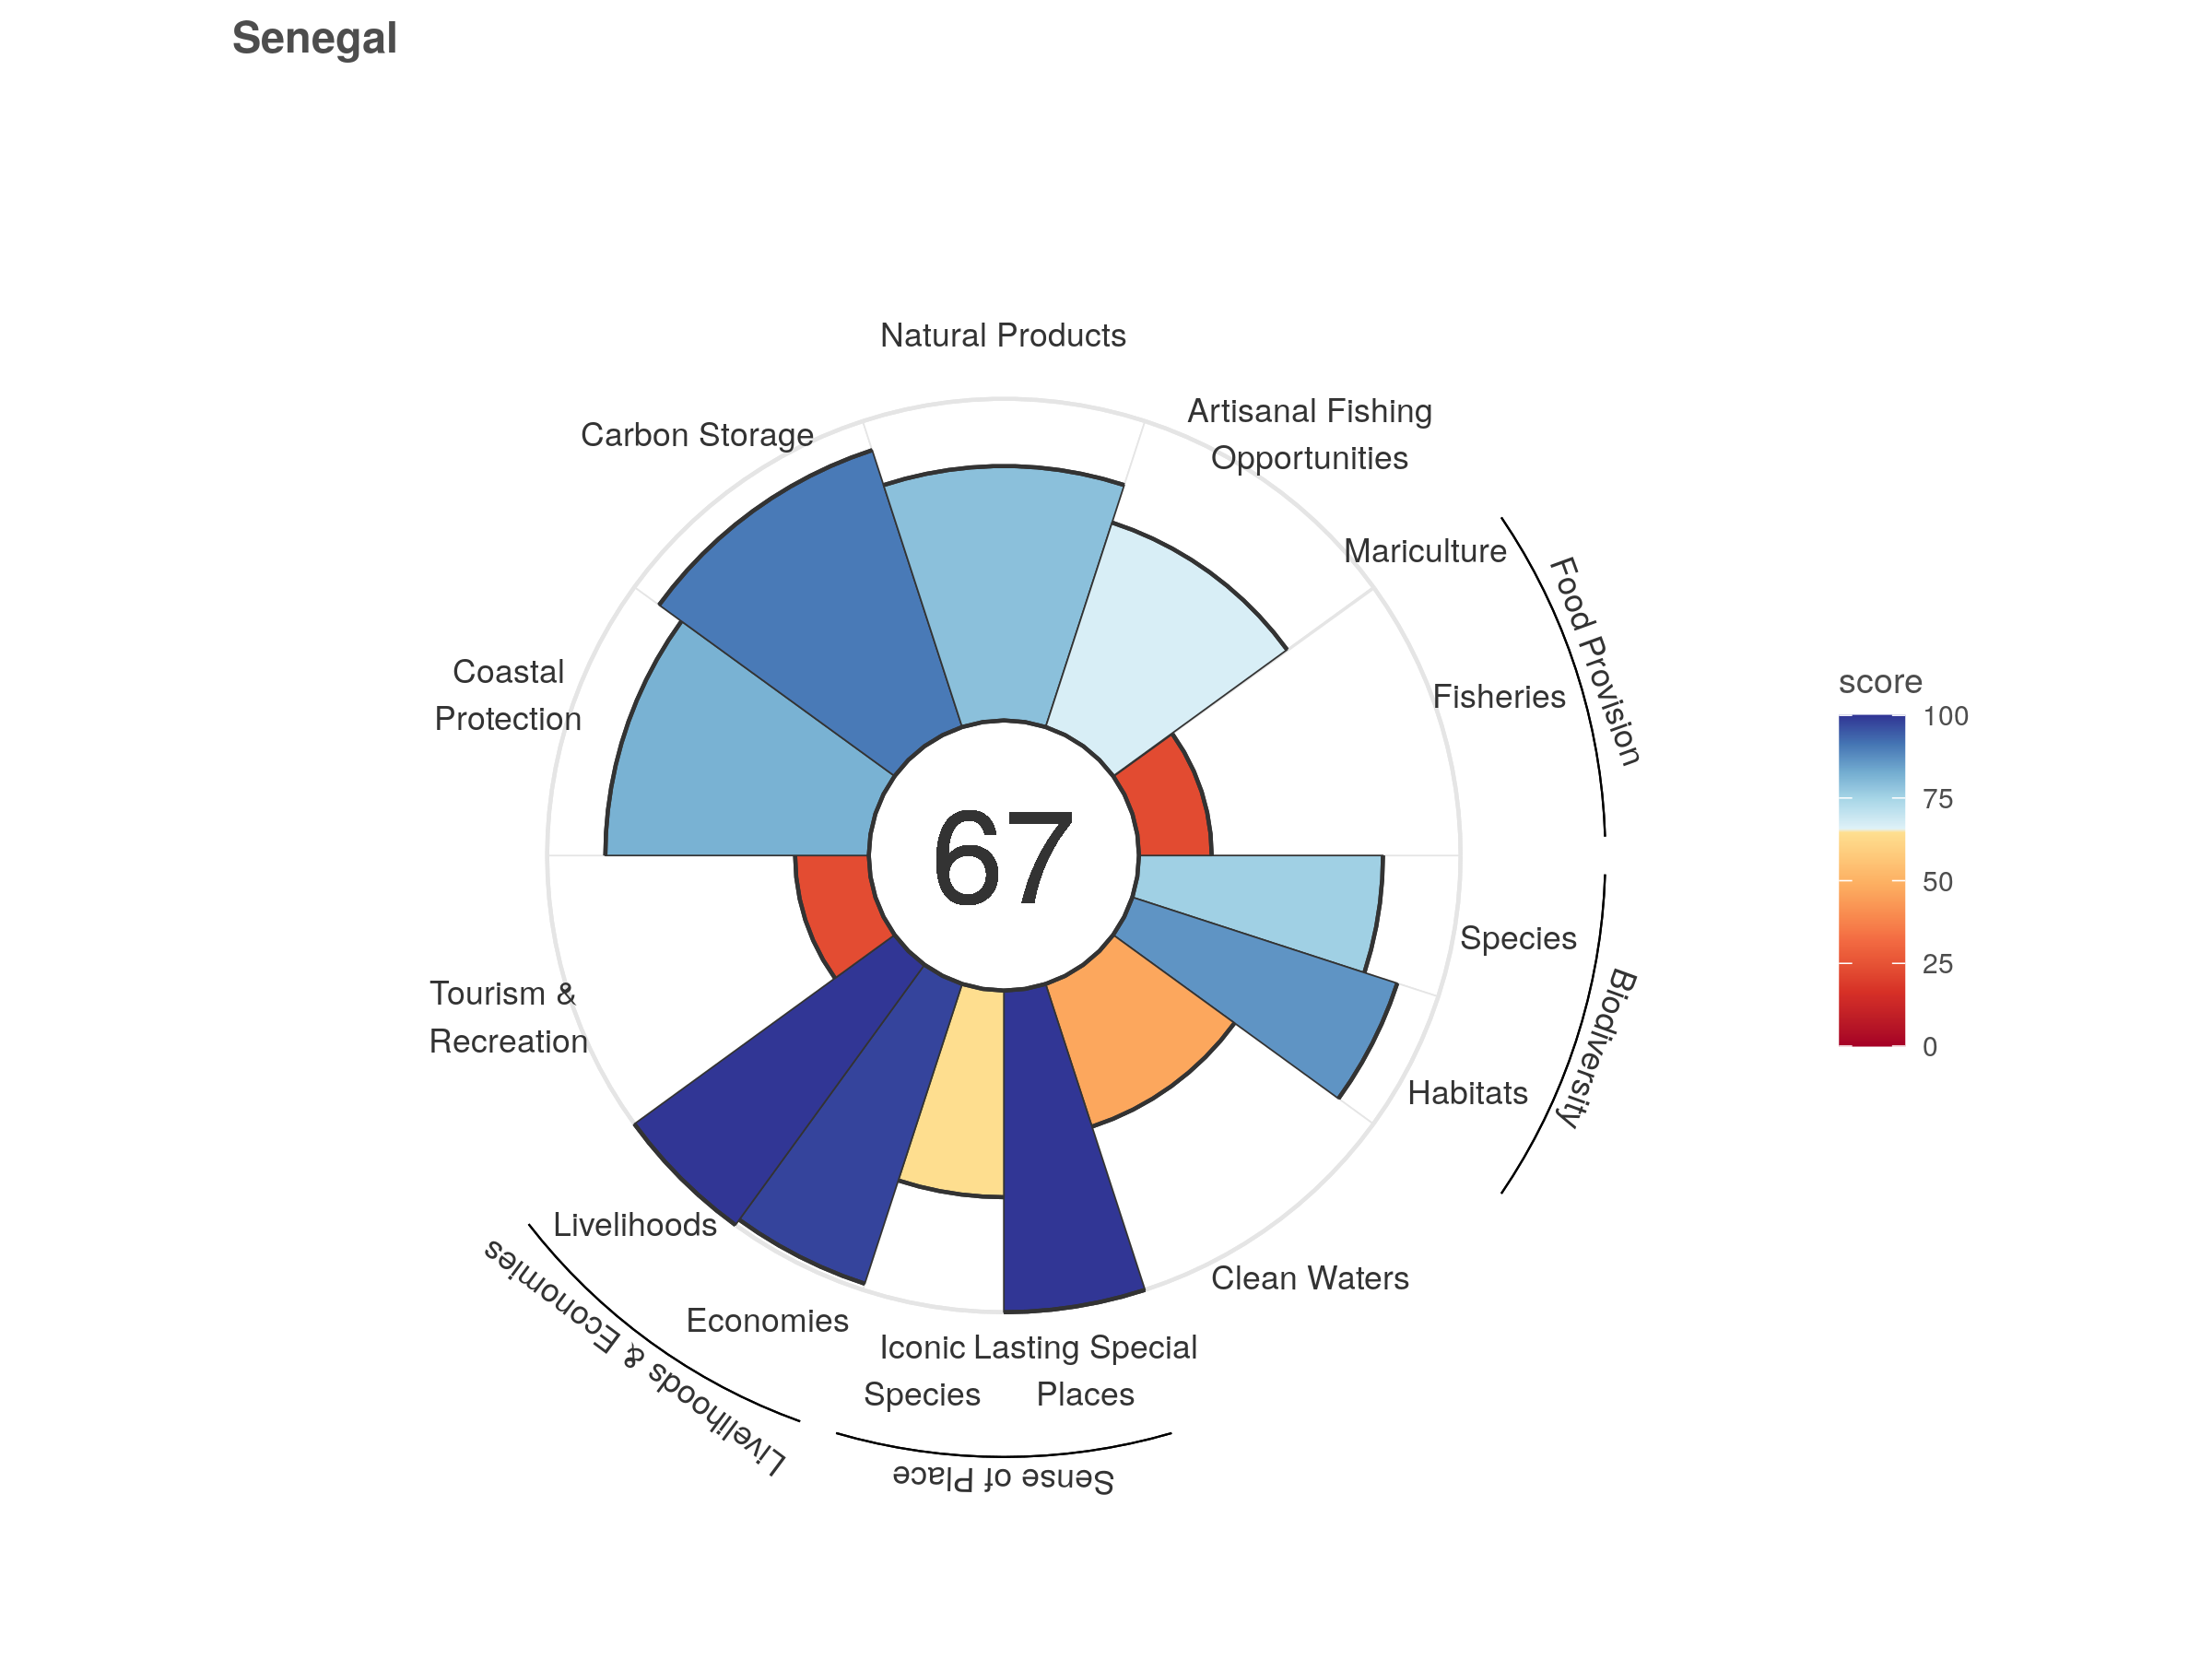 Senegal
Natural Products
Artisanal Fishing
Opportunities
Carbon Storage
Mariculture
Food Provision
Fisheries
Coastal
Protection
67
score
100
75
50
25
0
Species
Biodiversity
Habitats
Tourism &
Recreation
Livelihoods
Livelihoods & Economies
Economies
Clean Waters
Iconic
Species
Lasting Special
Places
Sense of Place